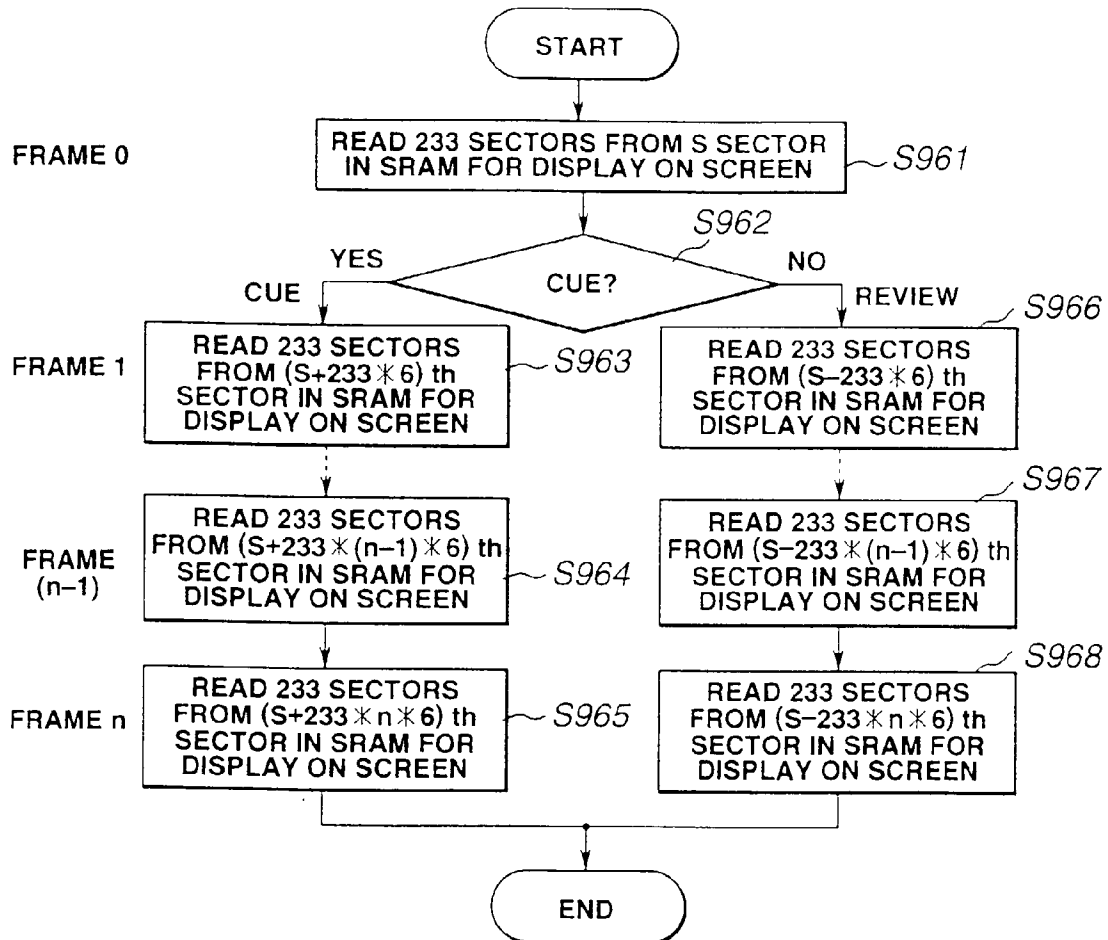 START
FRAME 0
READ 233 SECTORS FROM S SECTOR
IN SRAM FOR DISPLAY ON SCREEN
S961
S962
YES
CUE?
NO
CUE
REVIEW
S966
FRAME 1
READ 233 SECTORS
FROM (S+233*6) th
SECTOR IN SRAM FOR
DISPLAY ON SCREEN
S963
READ 233 SECTORS
FROM (S–233*6) th
SECTOR IN SRAM FOR
DISPLAY ON SCREEN
S967
FRAME
(n–1)
READ 233 SECTORS
FROM (S+233*(n–1)*6) th
SECTOR IN SRAM FOR
DISPLAY ON SCREEN
S964
READ 233 SECTORS
FROM (S–233*(n–1)*6) th
SECTOR IN SRAM FOR
DISPLAY ON SCREEN
S968
FRAME n
READ 233 SECTORS
FROM (S+233*n*6) th
SECTOR IN SRAM FOR
DISPLAY ON SCREEN
S965
READ 233 SECTORS
FROM (S–233*n*6) th
SECTOR IN SRAM FOR
DISPLAY ON SCREEN
END